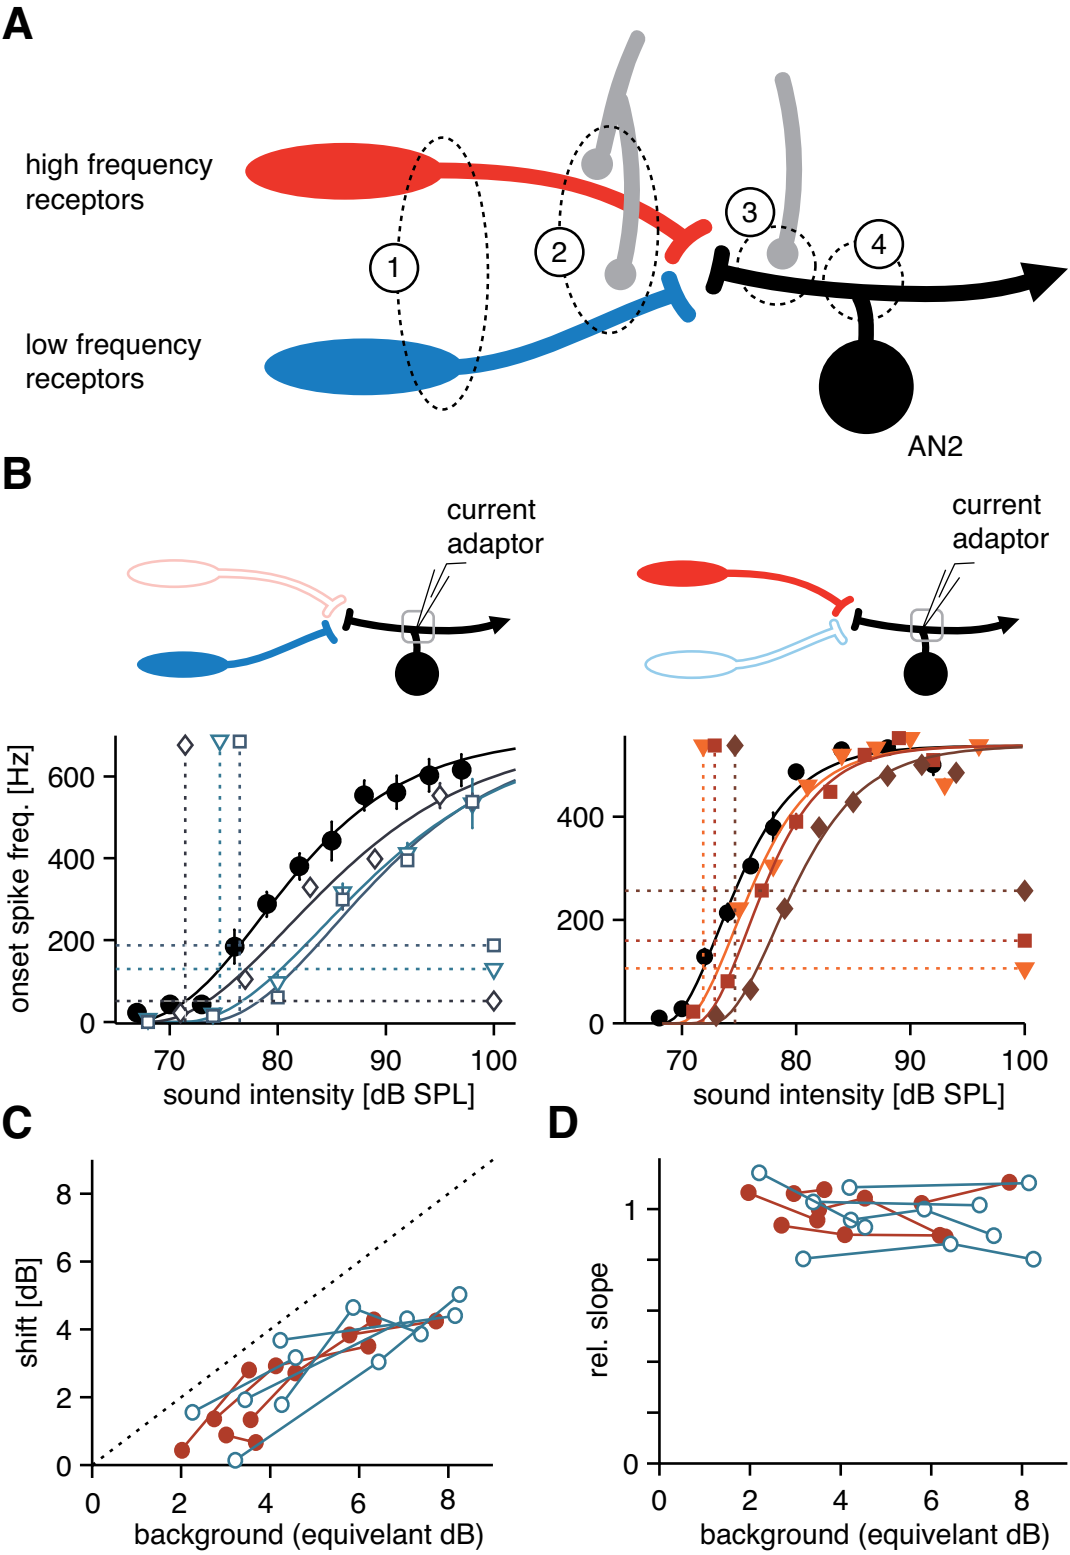 A
high frequency
receptors
low frequency
receptors
1
2
3
4
AN2
B
current
adaptor
current
adaptor
onset spike freq. [Hz]
600
400
200
0
70
80
90
100
sound intensity [dB SPL]
400
200
0
70
80
90
100
sound intensity [dB SPL]
C
shift [dB]
8
6
4
2
0
0
2
4
6
8
background (equivelant dB)
D
rel. slope
1
0
0
2
4
6
8
background (equivelant dB)